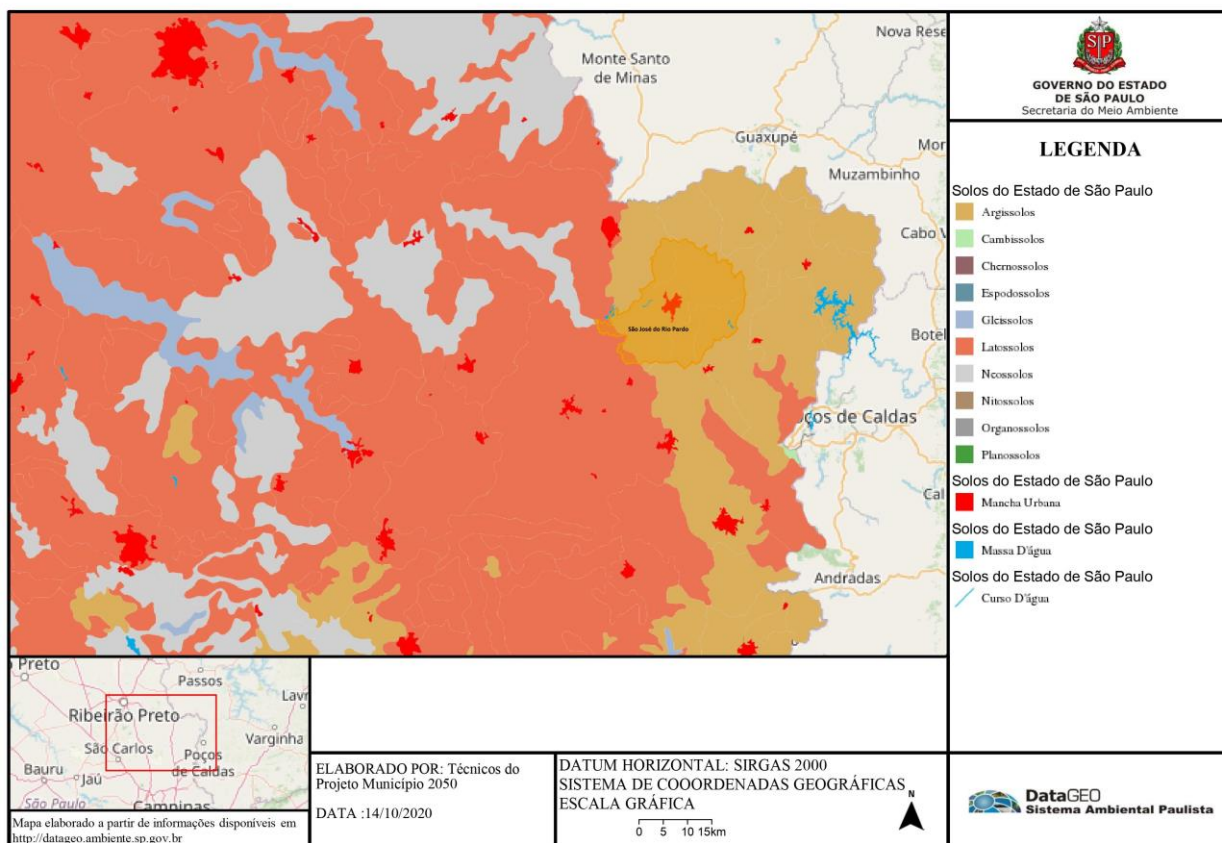 Monte Santo
de Minas
Nova Rese
Guaxupé
Mor
Muzambinho
Cabo V
São José do Rio Pardo
Botel
oços de Caldas
Cal
Andradas
GOVERNO DO ESTADO
DE SÃO PAULO
Secretaria do Meio Ambiente
LEGENDA
Solos do Estado de São Paulo
Argissolos
Cambissolos
Chernossolos
Espodossolos
Gleissolos
Latossolos
Neossolos
Nitossolos
Organossolos
Planossolos
Solos do Estado de São Paulo
Mancha Urbana
Solos do Estado de São Paulo
Massa D'água
Solos do Estado de São Paulo
Curso D'água
o Preto
Passos
Ribeirão Preto
Lavr
São Carlos
Varginha
Poços
de Caldas
Bauru
Jaú
São Paulo
Campinas
Mapa elaborado a partir de informações disponíveis em
http://datageo.ambiente.sp.gov.br
ELABORADO POR: Técnicos do
Projeto Município 2050
DATA :14/10/2020
DATUM HORIZONTAL: SIRGAS 2000
SISTEMA DE COOORDENADAS GEOGRÁFICAS
ESCALA GRÁFICA
0 5 10 15km
N
DataGEO
Sistema Ambiental Paulista